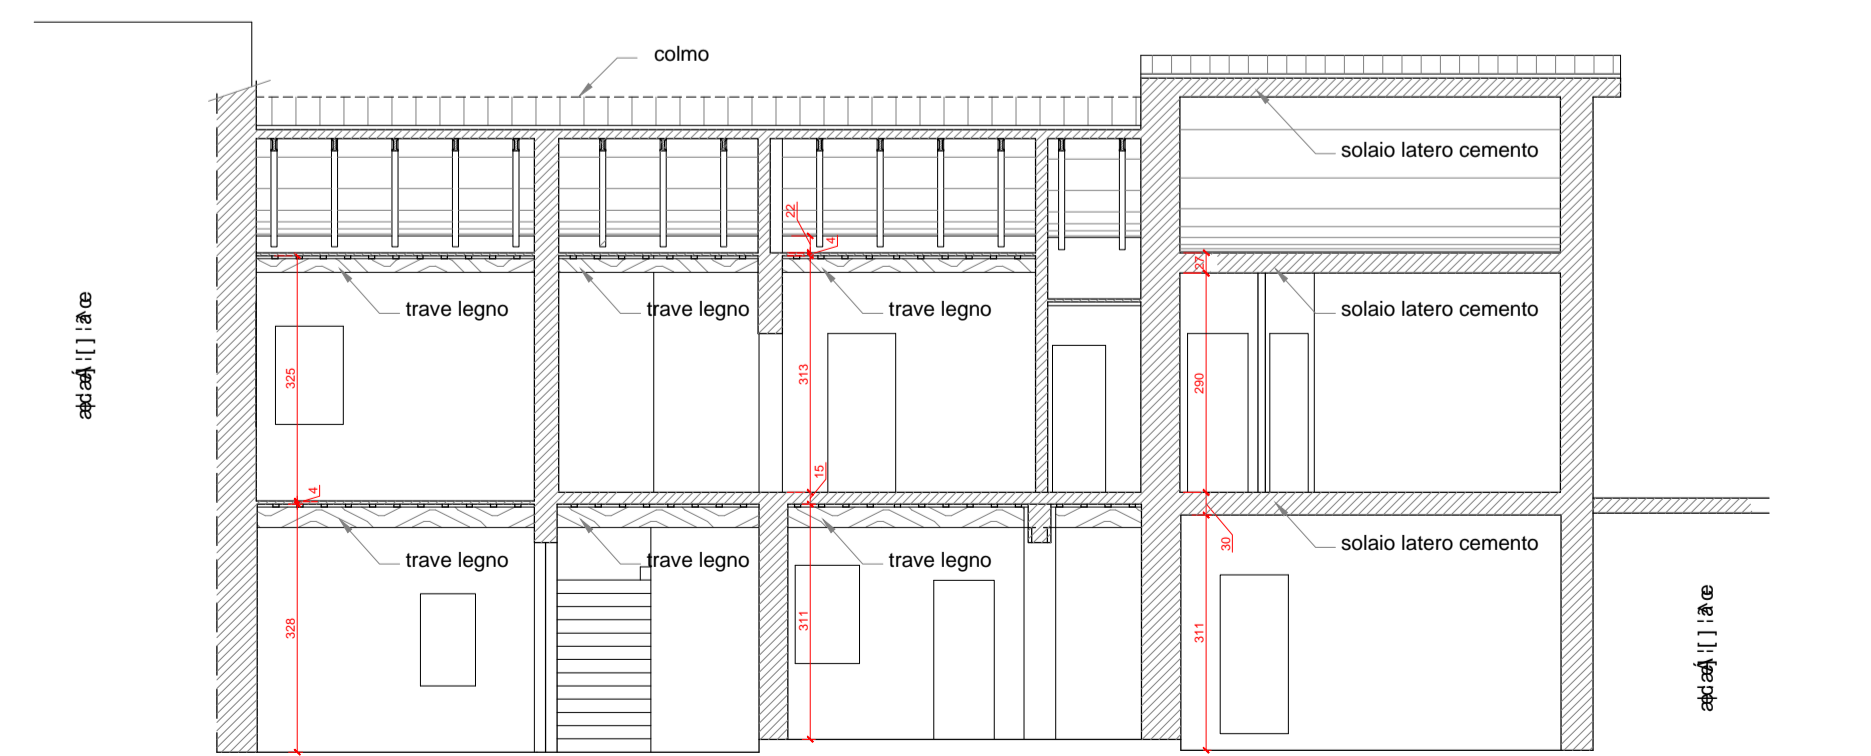 colmo
solaio latero cemento
22
4
27
trave legno
trave legno
trave legno
solaio latero cemento
325
313
290
4
15
30
trave legno
trave legno
trave legno
solaio latero cemento
328
311
311